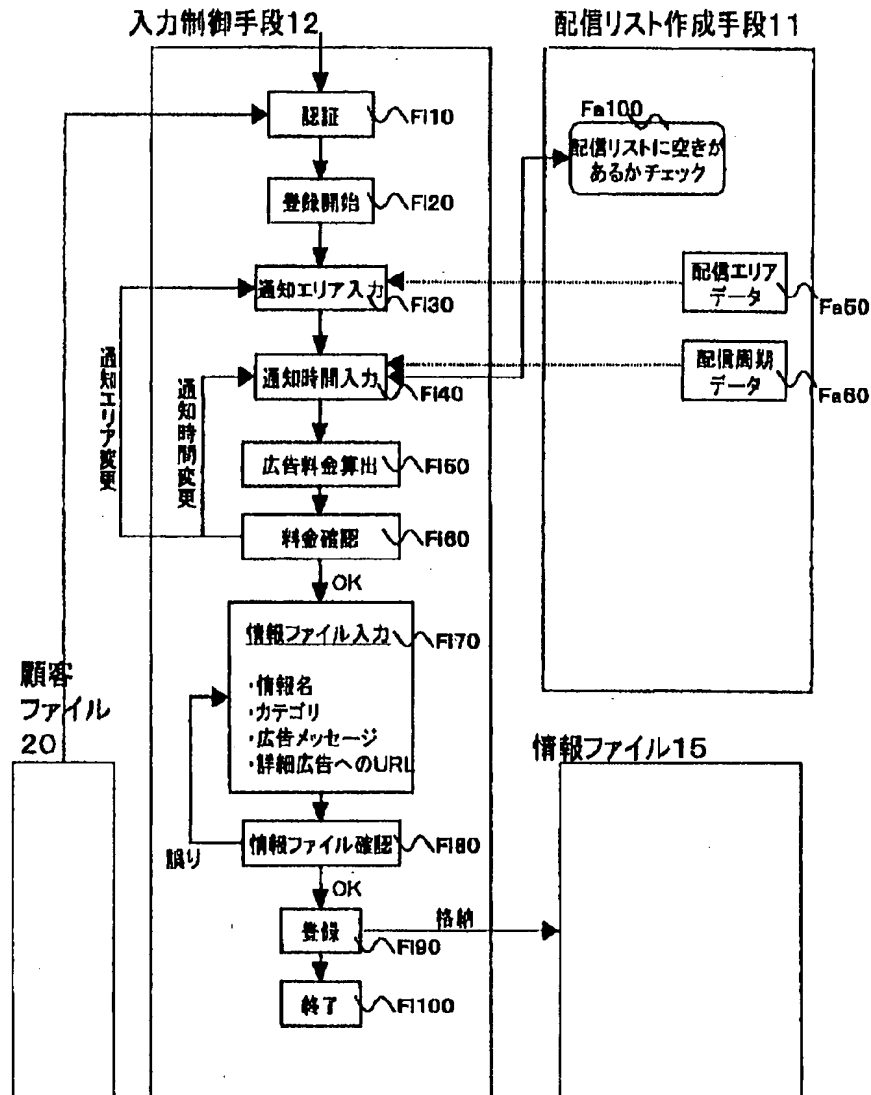 入力制御手段12
配信リスト作成手段11
認証
FI10
登録開始
FI20
通知エリア入力
FI30
通知時間入力
FI40
広告料金算出
FI50
料金確認
FI60
通知エリア変更
通知時間変更
OK
情報ファイル入力
FI70
・情報名
・カテゴリ
・広告メッセージ
・詳細広告へのURL
情報ファイル確認
FI80
誤り
OK
登録
FI90
格納
終了
FI100
Fa100
配信リストに空きが
あるかチェック
配信エリア
データ
Fa50
配信周期
データ
Fa60
顧客
ファイル
20
情報ファイル15